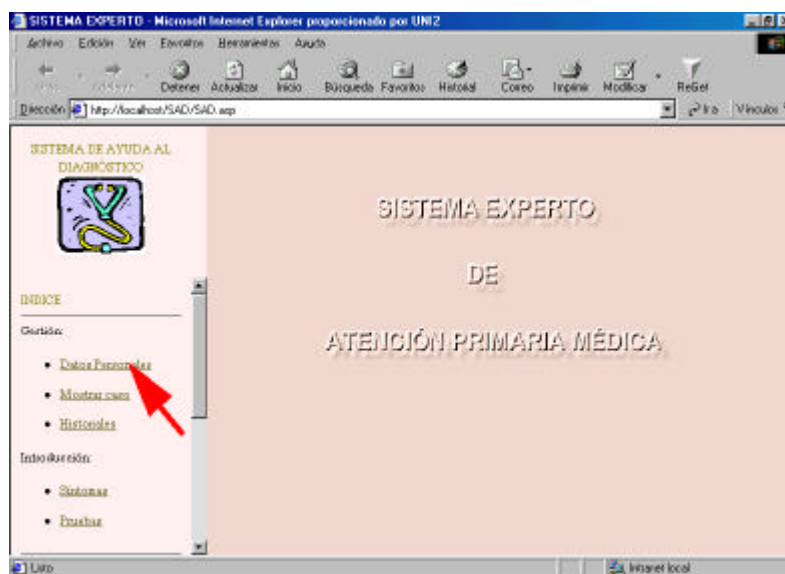 SISTEMA EXPERTO - Microsoft Internet Explorer proporcionado por UNI2
Archivo Edición Ver Favoritos Herramientas Ayuda
Detener Actualizar Inicio Búsqueda Favoritos Historial Correo Imprimir Modificar ReGet
Dirección http://localhost/SAD/SAD.asp Ir a Vínculos
SISTEMA DE AYUDA AL
DIAGNÓSTICO
INDICE
Gestión:
Datos Personales
Mostrar caso
Historiales
Introducción:
Síntomas
Pruebas
SISTEMA EXPERTO
DE
ATENCIÓN PRIMARIA MÉDICA
Listo Intranet local